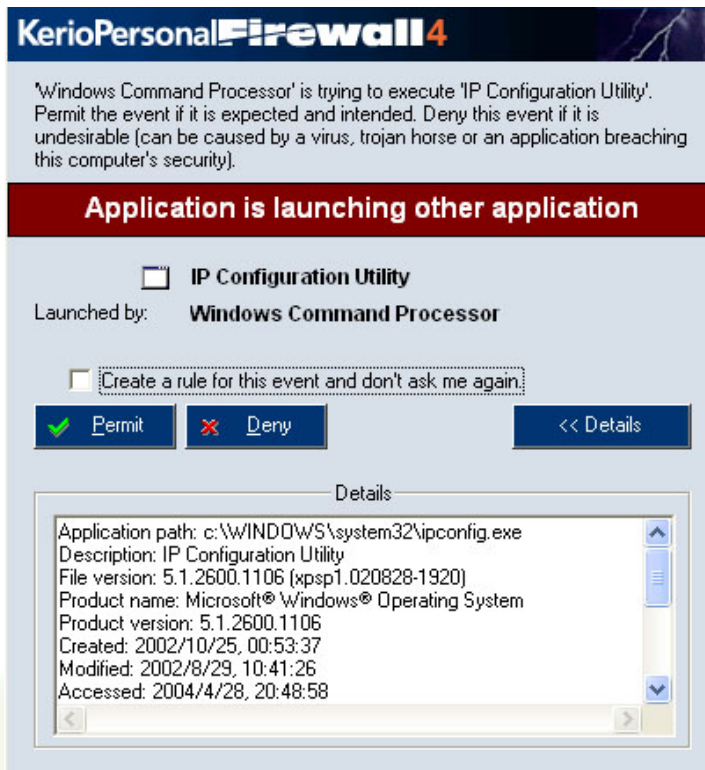 KerioPersonalFirewall4
'Windows Command Processor' is trying to execute 'IP Configuration Utility'.
Permit the event if it is expected and intended. Deny this event if it is
undesirable (can be caused by a virus, trojan horse or an application breaching
this computer's security).
Application is launching other application
IP Configuration Utility
Launched by: Windows Command Processor
Create a rule for this event and don't ask me again.
Permit Deny << Details
Details
Application path: c:\WINDOWS\system32\ipconfig.exe
Description: IP Configuration Utility
File version: 5.1.2600.1106 (xpsp1.020828-1920)
Product name: Microsoft® Windows® Operating System
Product version: 5.1.2600.1106
Created: 2002/10/25, 00:53:37
Modified: 2002/8/29, 10:41:26
Accessed: 2004/4/28, 20:48:58